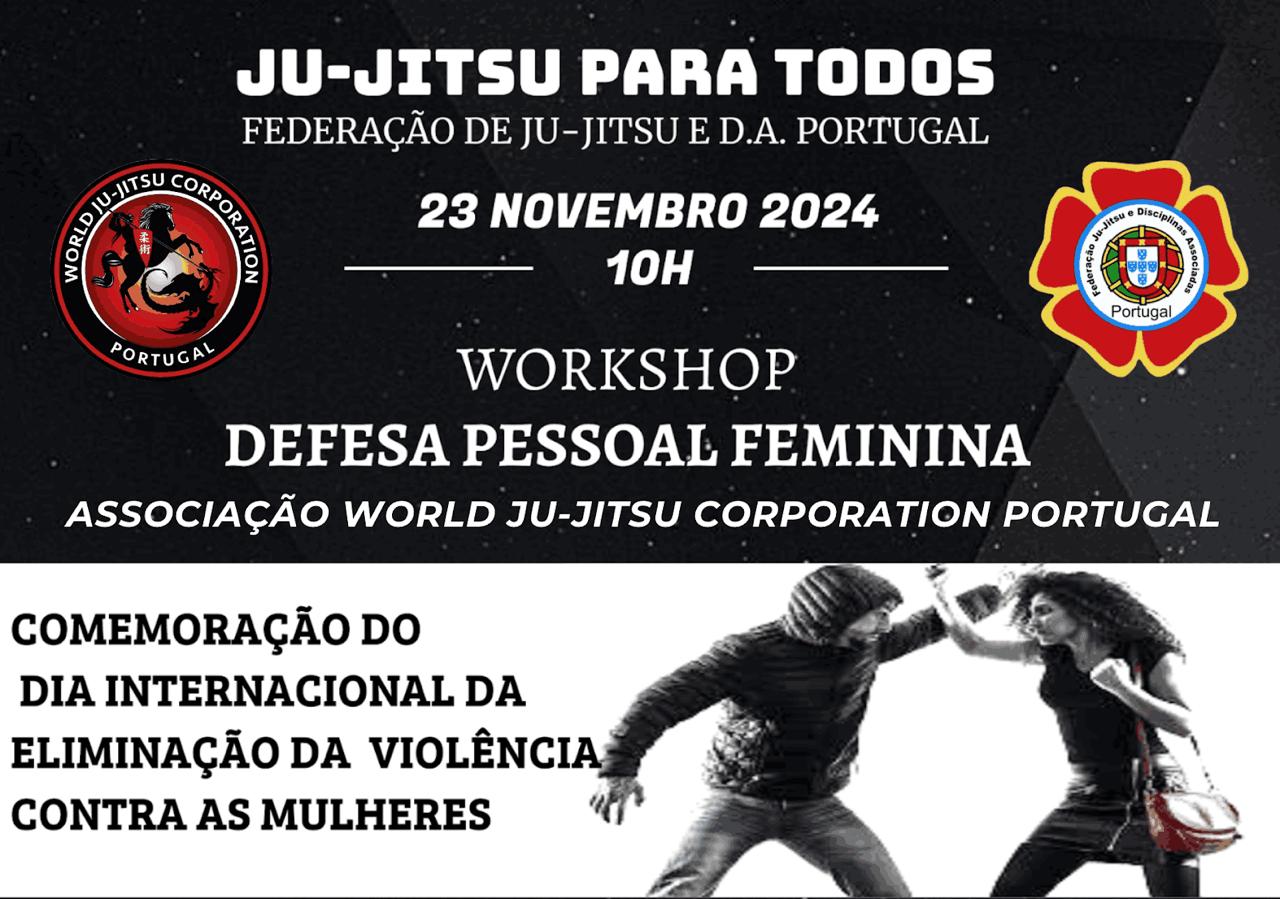 JU-JITSU PARA TODOS
FEDERAÇÃO DE JU-JITSU E D.A. PORTUGAL
WORLD JU-JITSU CORPORATION
柔術
PORTUGAL
23 NOVEMBRO 2024
10H
Federação Ju-Jitsu e Disciplinas Associadas
Portugal
WORKSHOP
DEFESA PESSOAL FEMININA
ASSOCIAÇÃO WORLD JU-JITSU CORPORATION PORTUGAL
COMEMORAÇÃO DO
DIA INTERNACIONAL DA
ELIMINAÇÃO DA VIOLÊNCIA
CONTRA AS MULHERES